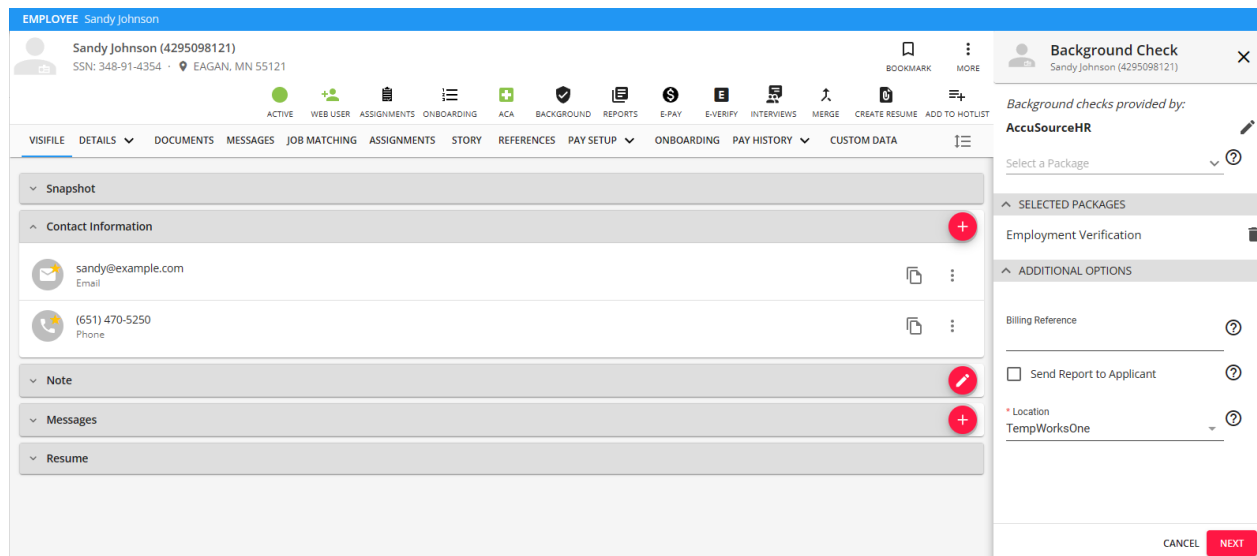 EMPLOYEE Sandy Johnson
Sandy Johnson (4295098121)
SSN: 348-91-4354 · EAGAN, MN 55121
BOOKMARK
MORE
ACTIVE
WEB USER
ASSIGNMENTS
ONBOARDING
ACA
BACKGROUND
REPORTS
E-PAY
E-VERIFY
INTERVIEWS
MERGE
CREATE RESUME
ADD TO HOTLIST
VISIFILE
DETAILS
DOCUMENTS
MESSAGES
JOB MATCHING
ASSIGNMENTS
STORY
REFERENCES
PAY SETUP
ONBOARDING
PAY HISTORY
CUSTOM DATA
Snapshot
Contact Information
sandy@example.com
Email
(651) 470-5250
Phone
Note
Messages
Resume
Background Check
Sandy Johnson (4295098121)
Background checks provided by:
AccuSourceHR
Select a Package
SELECTED PACKAGES
Employment Verification
ADDITIONAL OPTIONS
Billing Reference
Send Report to Applicant
* Location
TempWorksOne
CANCEL
NEXT